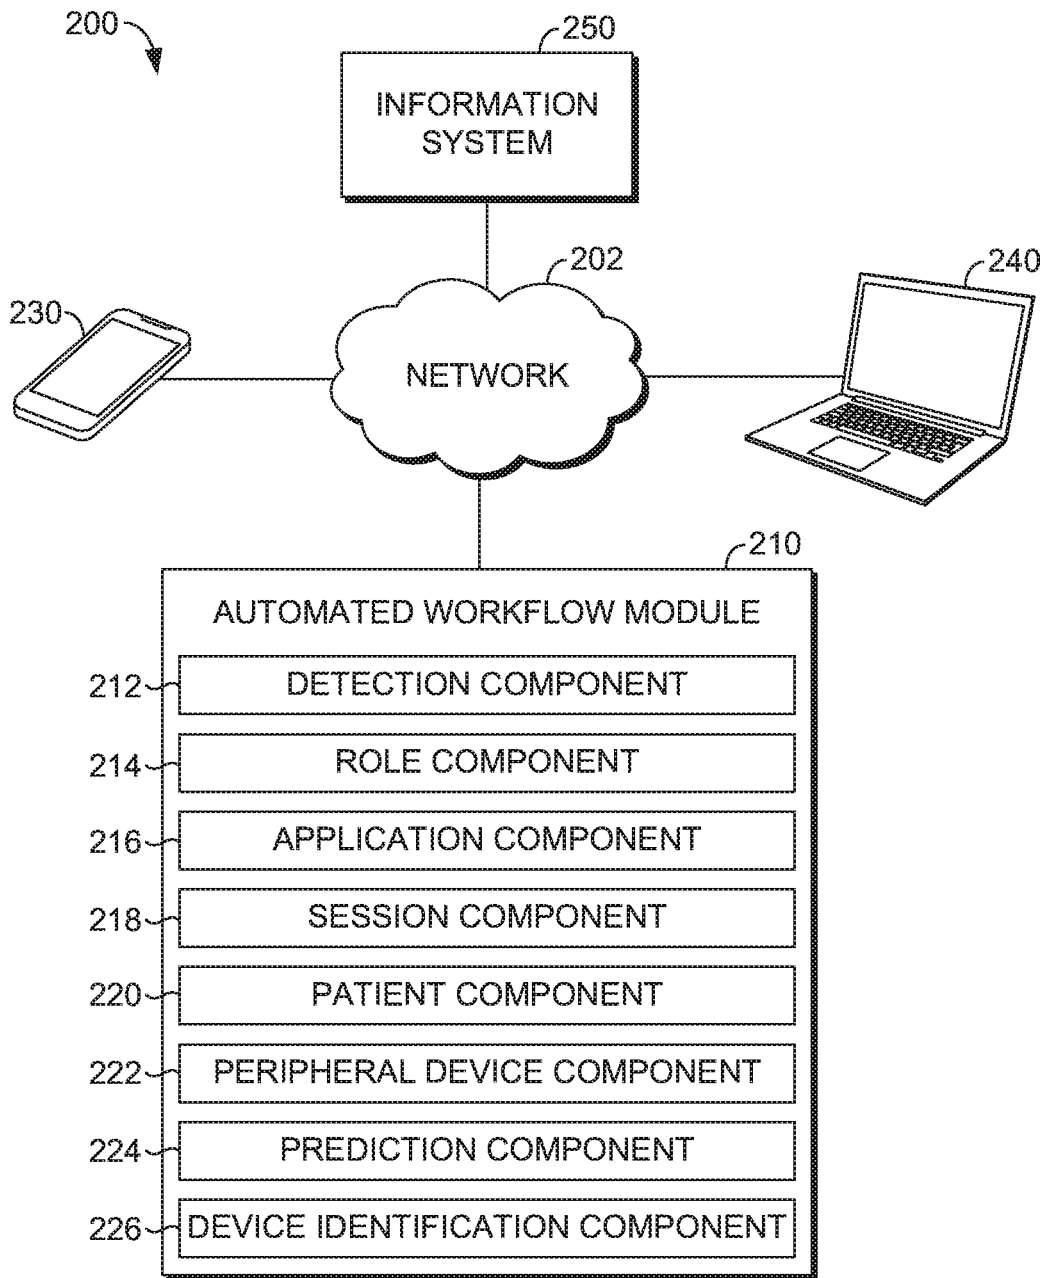 200
250
INFORMATION
SYSTEM
202
240
230
NETWORK
210
AUTOMATED WORKFLOW MODULE
212 DETECTION COMPONENT
214 ROLE COMPONENT
216 APPLICATION COMPONENT
218 SESSION COMPONENT
220 PATIENT COMPONENT
222 PERIPHERAL DEVICE COMPONENT
224 PREDICTION COMPONENT
226 DEVICE IDENTIFICATION COMPONENT